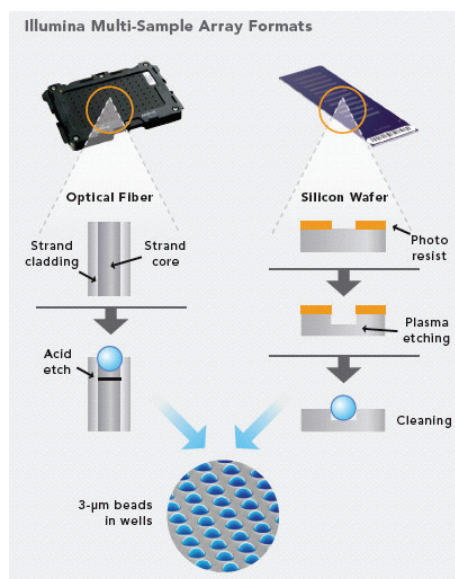 Illumina Multi-Sample Array Formats
Optical Fiber
Silicon Wafer
Strand
cladding
Strand
core
Photo
resist
Plasma
etching
Acid
etch
Cleaning
3-μm beads
in wells